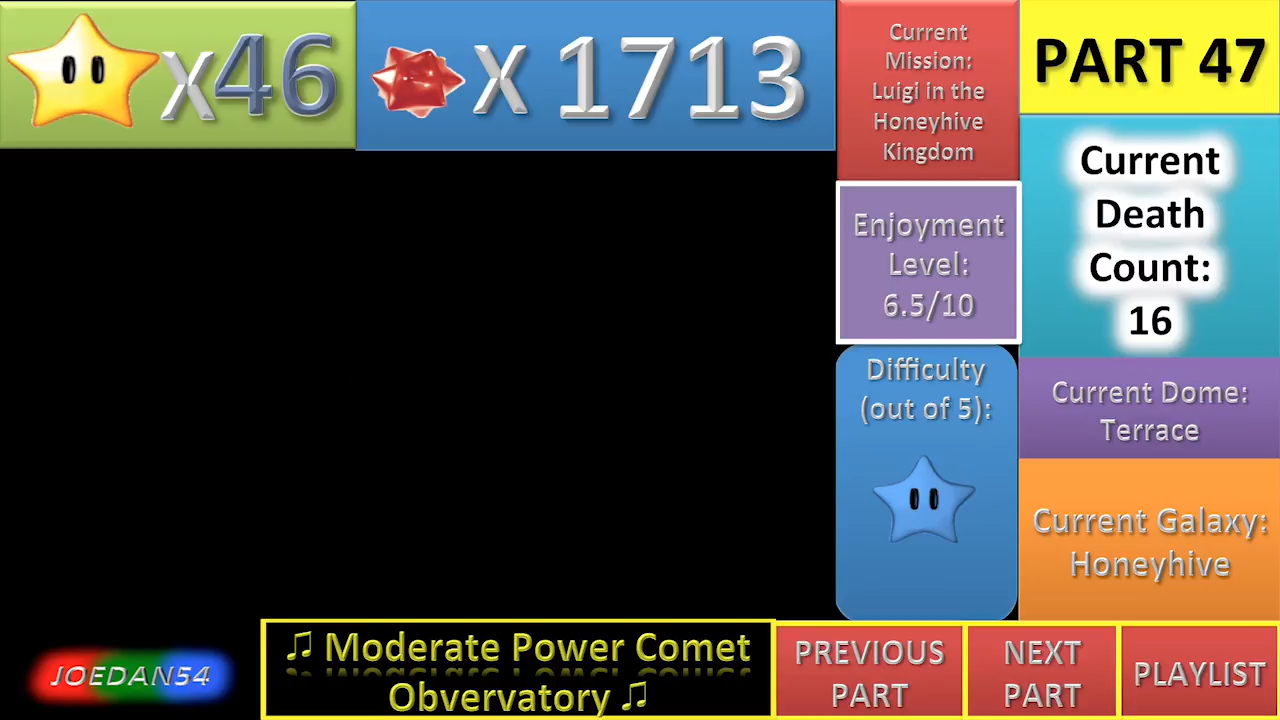 x46
X 1713
Current
Mission:
Luigi in the
Honeyhive
Kingdom
PART 47
Current
Death
Count:
16
Enjoyment
Level:
6.5/10
Difficulty
(out of 5):
Current Dome:
Terrace
Current Galaxy:
Honeyhive
JOEDAN54
♫ Moderate Power Comet
Obvervatory ♫
PREVIOUS
PART
NEXT
PART
PLAYLIST